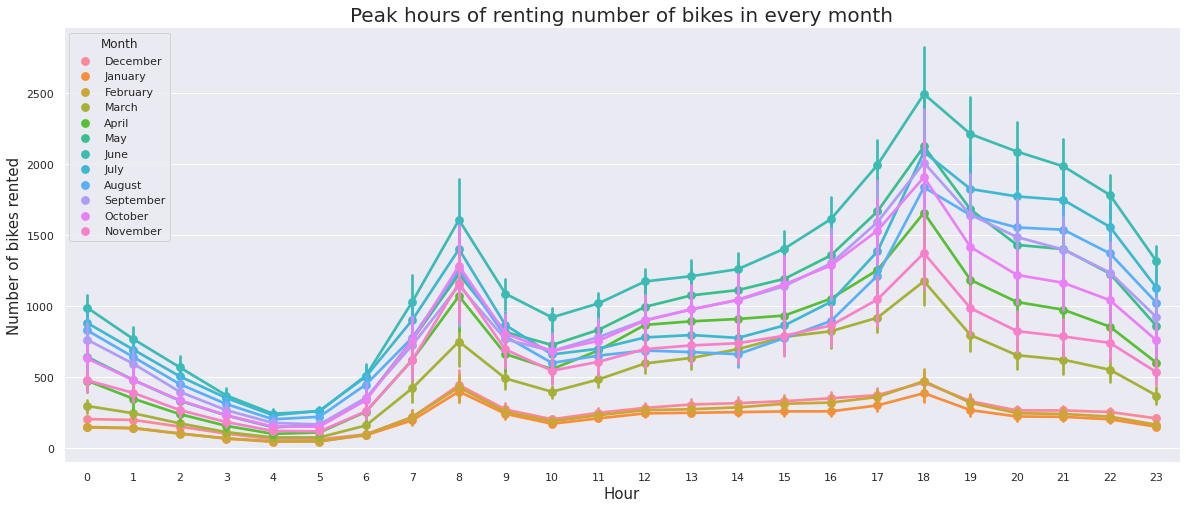 Peak hours of renting number of bikes in every month
Number of bikes rented
2500
2000
1500
1000
500
0
Month
December
January
February
March
April
May
June
July
August
September
October
November
0 1 2 3 4 5 6 7 8 9 10 11 12 13 14 15 16 17 18 19 20 21 22 23
Hour